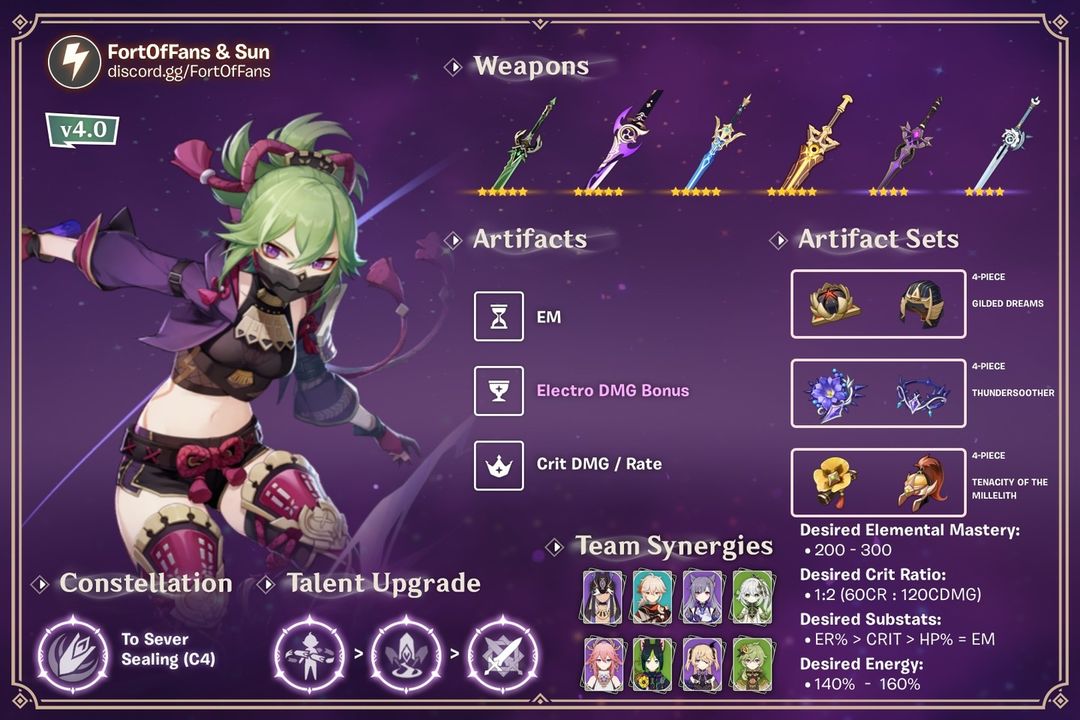 FortOfFans & Sun
discord.gg/FortOfFans
v4.0
Weapons
Artifacts
EM
Electro DMG Bonus
Crit DMG / Rate
Artifact Sets
4-PIECE
GILDED DREAMS
4-PIECE
THUNDERSOOTHER
4-PIECE
TENACITY OF THE
MILLELITH
Constellation
To Sever
Sealing (C4)
Talent Upgrade
> >
Team Synergies
Desired Elemental Mastery:
• 200 - 300
Desired Crit Ratio:
• 1:2 (60CR : 120CDMG)
Desired Substats:
• ER% > CRIT > HP% = EM
Desired Energy:
• 140% - 160%